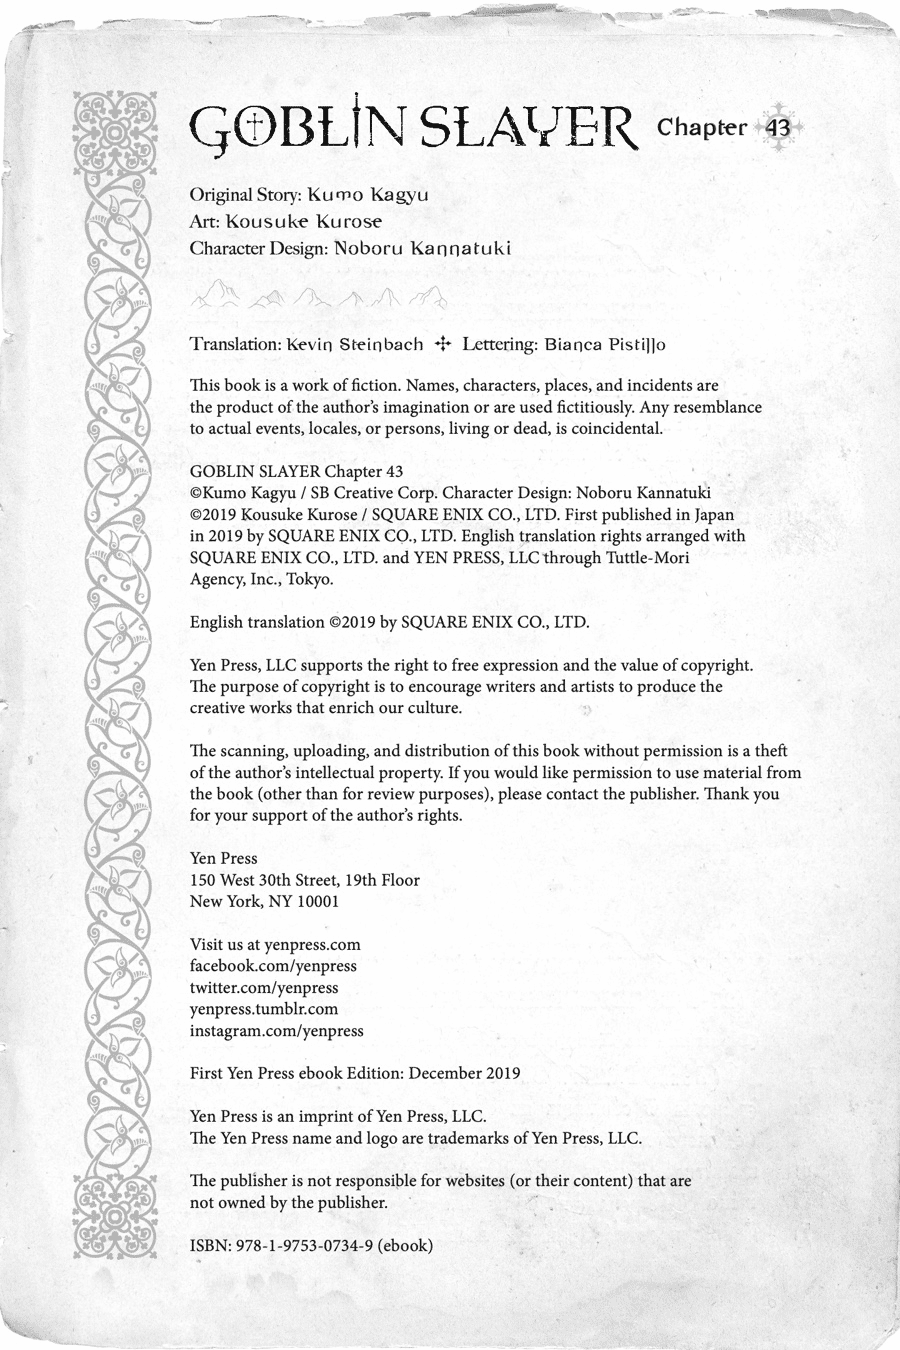 GOBLIN SLAYER Chapter 43
Original Story: Kumo Kagyu
Art: Kousuke Kurose
Character Design: Noboru Kannatuki
Translation: Kevin Steinbach ✣ Lettering: Bianca Pistillo
This book is a work of fiction. Names, characters, places, and incidents are
the product of the author’s imagination or are used fictitiously. Any resemblance
to actual events, locales, or persons, living or dead, is coincidental.
GOBLIN SLAYER Chapter 43
©Kumo Kagyu / SB Creative Corp. Character Design: Noboru Kannatuki
©2019 Kousuke Kurose / SQUARE ENIX CO., LTD. First published in Japan
in 2019 by SQUARE ENIX CO., LTD. English translation rights arranged with
SQUARE ENIX CO., LTD. and YEN PRESS, LLC through Tuttle-Mori
Agency, Inc., Tokyo.
English translation ©2019 by SQUARE ENIX CO., LTD.
Yen Press, LLC supports the right to free expression and the value of copyright.
The purpose of copyright is to encourage writers and artists to produce the
creative works that enrich our culture.
The scanning, uploading, and distribution of this book without permission is a theft
of the author’s intellectual property. If you would like permission to use material from
the book (other than for review purposes), please contact the publisher. Thank you
for your support of the author’s rights.
Yen Press
150 West 30th Street, 19th Floor
New York, NY 10001
Visit us at yenpress.com
facebook.com/yenpress
twitter.com/yenpress
yenpress.tumblr.com
instagram.com/yenpress
First Yen Press ebook Edition: December 2019
Yen Press is an imprint of Yen Press, LLC.
The Yen Press name and logo are trademarks of Yen Press, LLC.
The publisher is not responsible for websites (or their content) that are
not owned by the publisher.
ISBN: 978-1-9753-0734-9 (ebook)